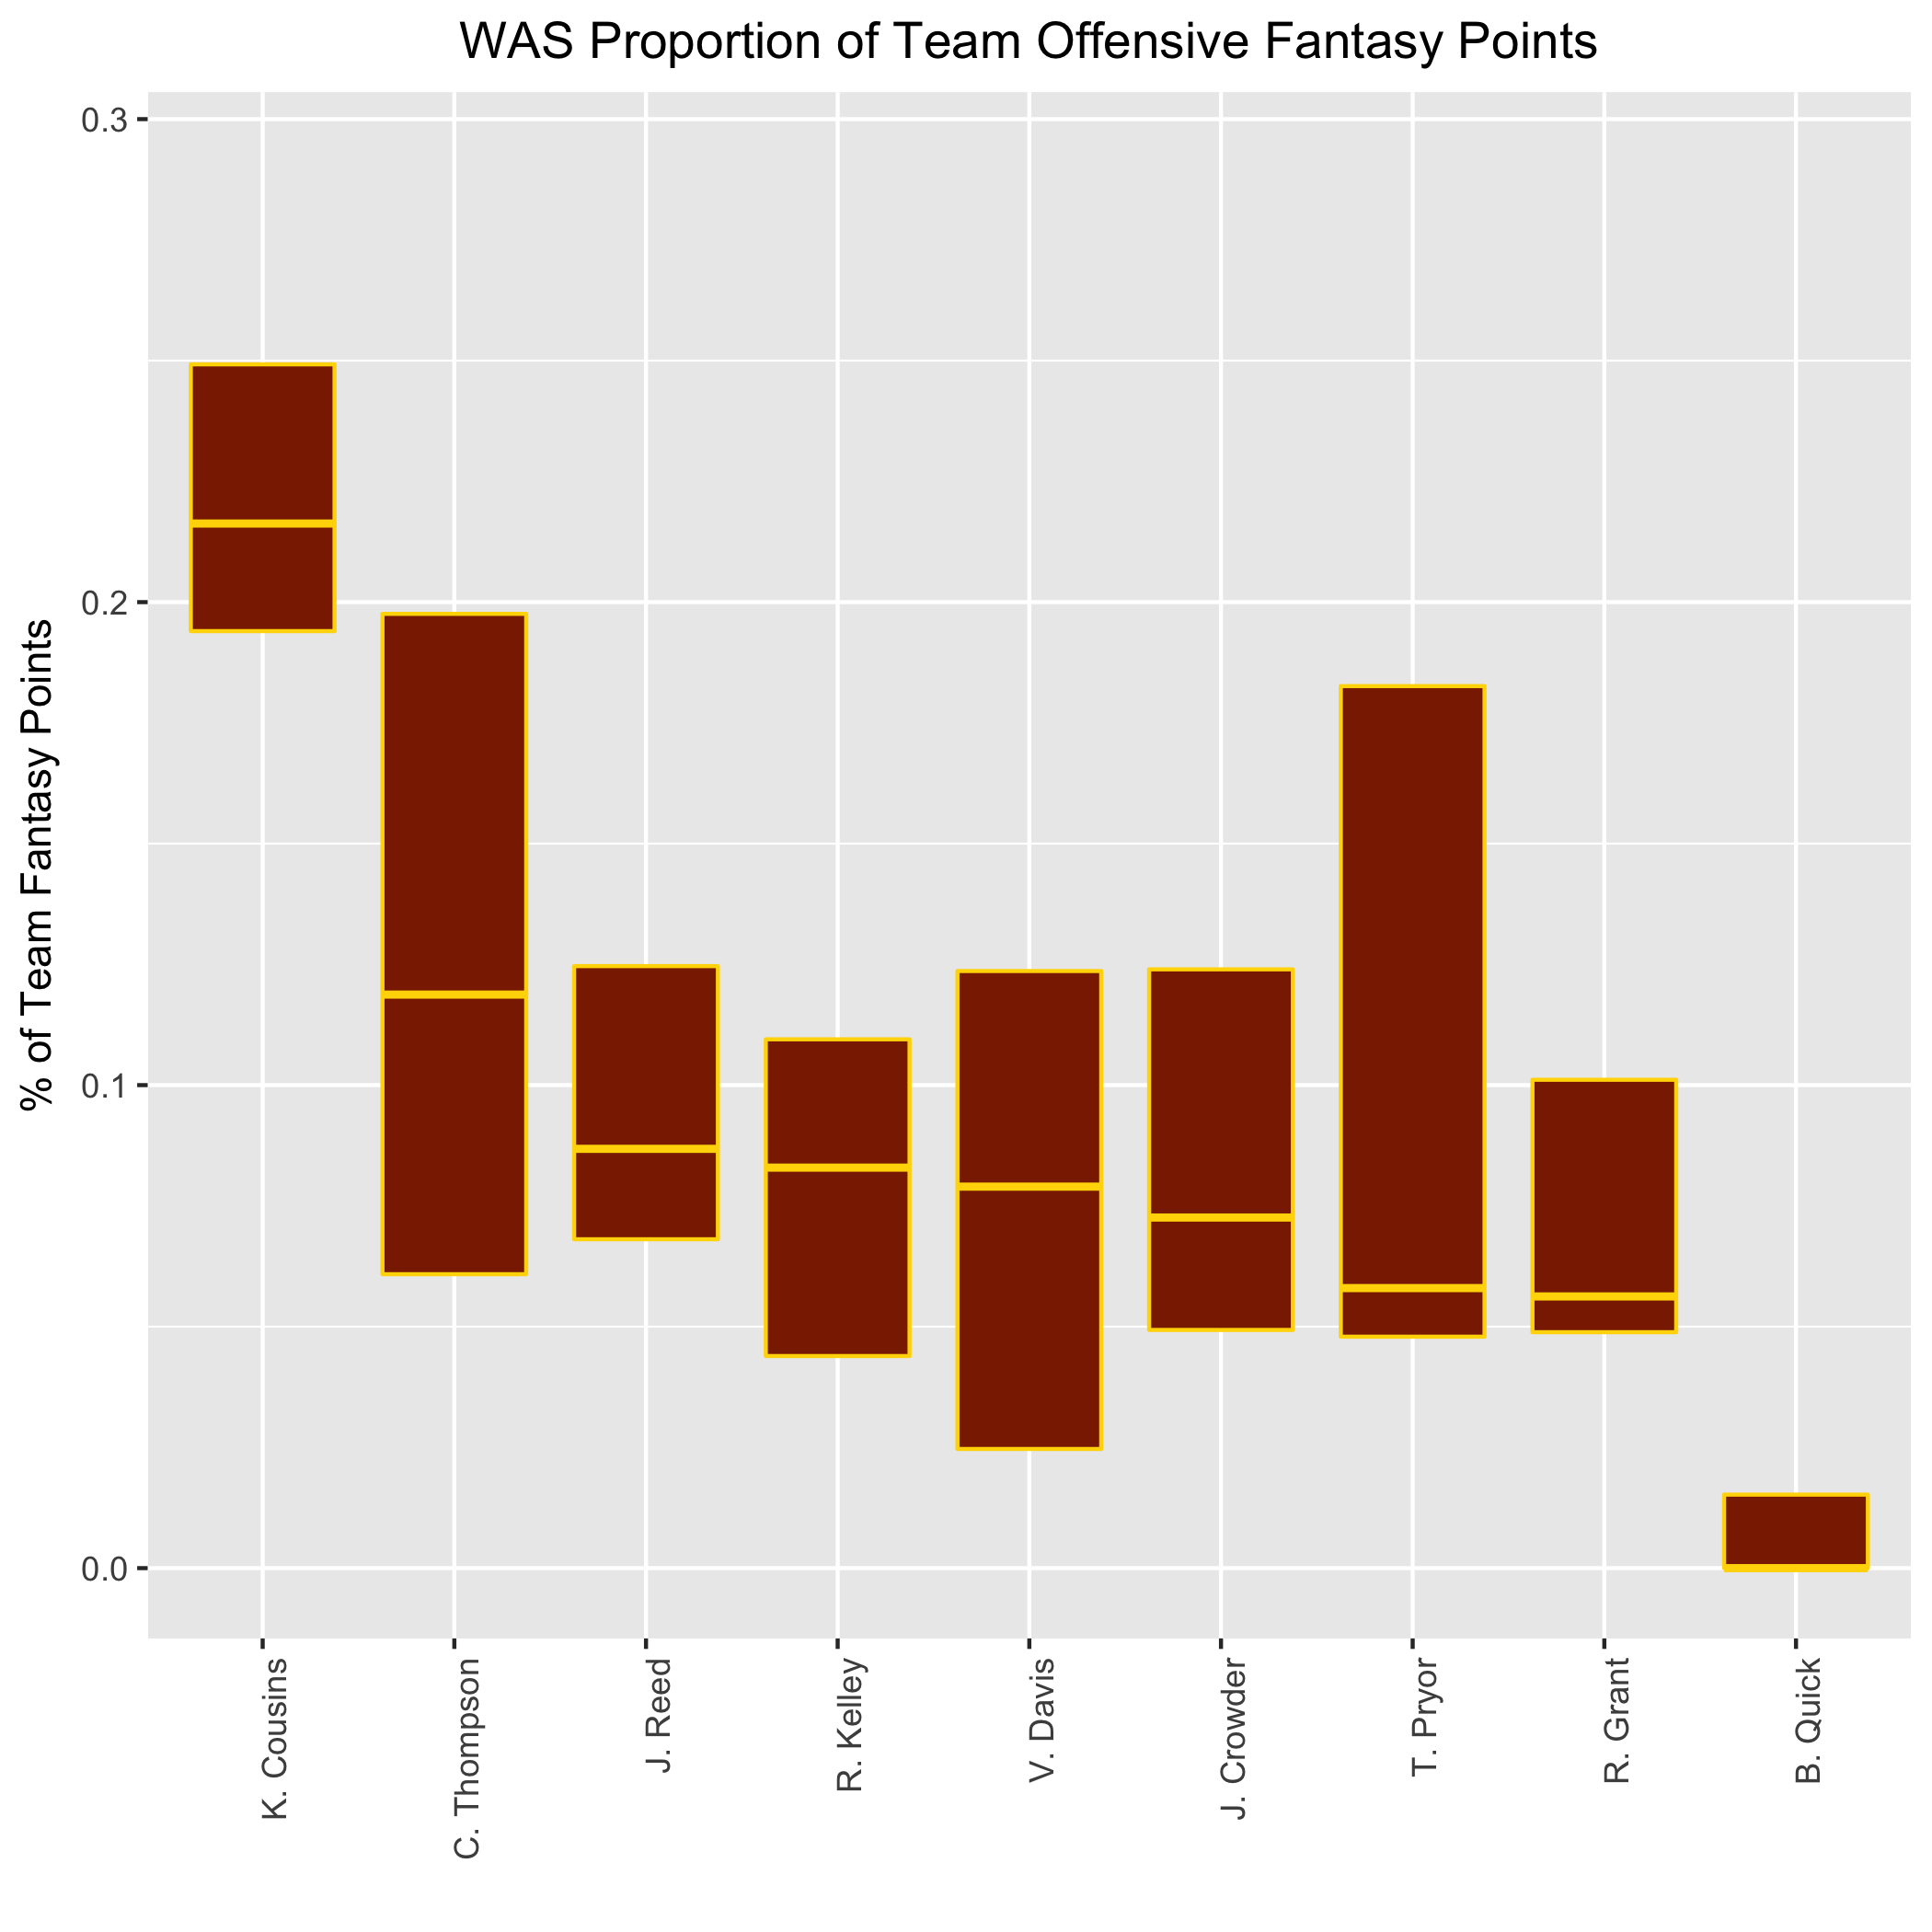 WAS Proportion of Team Offensive Fantasy Points
% of Team Fantasy Points
0.3
0.2
0.1
0.0
K. Cousins
C. Thompson
J. Reed
R. Kelley
V. Davis
J. Crowder
T. Pryor
R. Grant
B. Quick